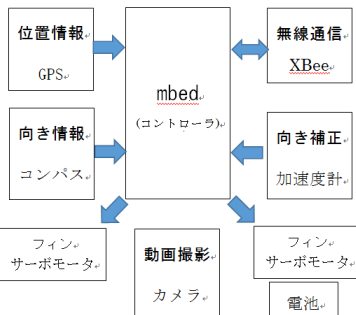 位置情報
GPS
mbed
(コントローラ)
無線通信
XBee
向き情報
コンパス
向き補正
加速度計
フィン
サーボモータ
動画撮影
カメラ
フィン
サーボモータ
電池